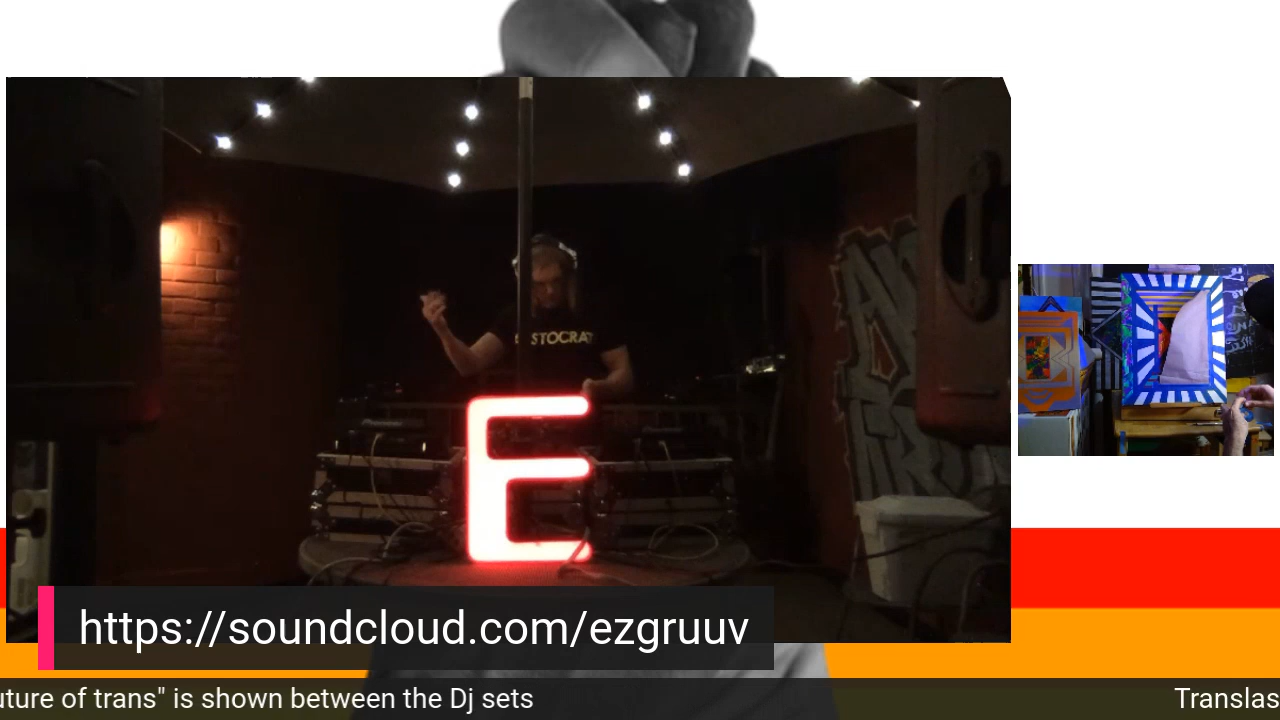 STOCRAT
E
https://soundcloud.com/ezgruuv
uture of trans" is shown between the Dj sets
Translas